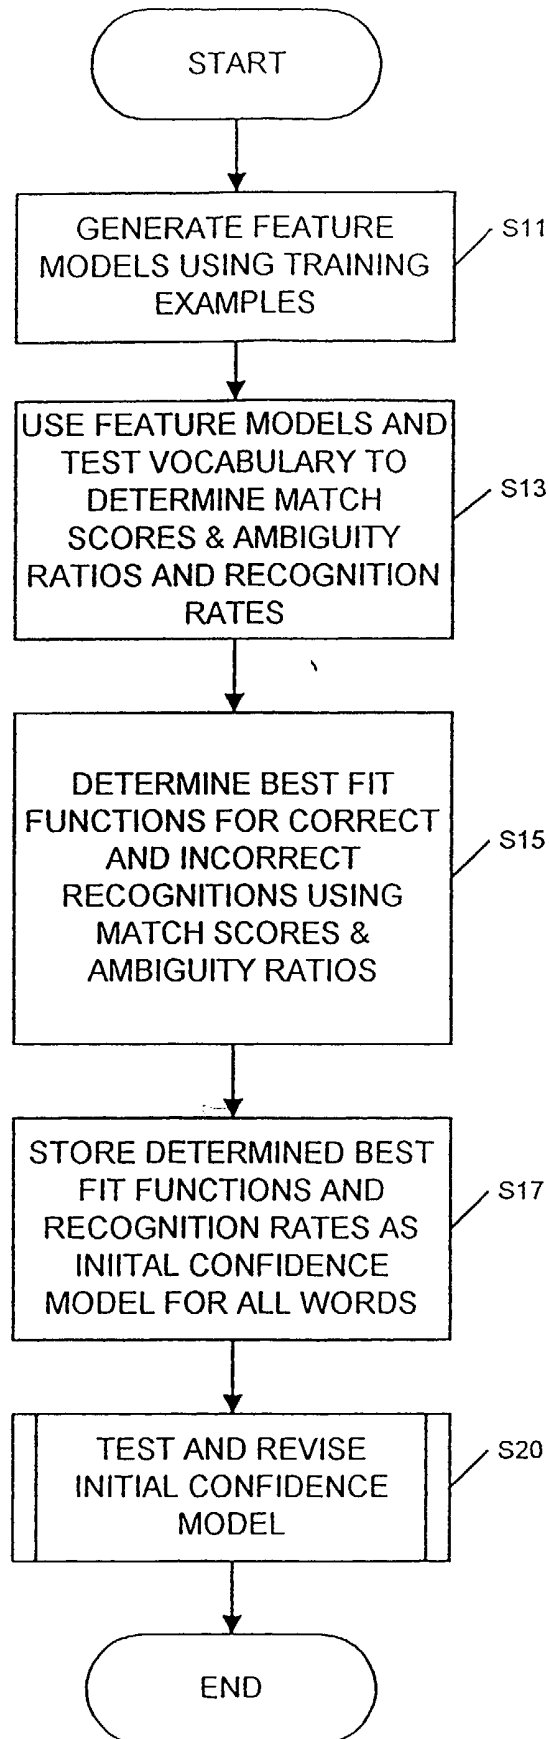 START
GENERATE FEATURE
MODELS USING TRAINING
EXAMPLES
S11
USE FEATURE MODELS AND
TEST VOCABULARY TO
DETERMINE MATCH
SCORES & AMBIGUITY
RATIOS AND RECOGNITION
RATES
S13
DETERMINE BEST FIT
FUNCTIONS FOR CORRECT
AND INCORRECT
RECOGNITIONS USING
MATCH SCORES &
AMBIGUITY RATIOS
S15
STORE DETERMINED BEST
FIT FUNCTIONS AND
RECOGNITION RATES AS
INIITAL CONFIDENCE
MODEL FOR ALL WORDS
S17
TEST AND REVISE
INITIAL CONFIDENCE
MODEL
S20
END